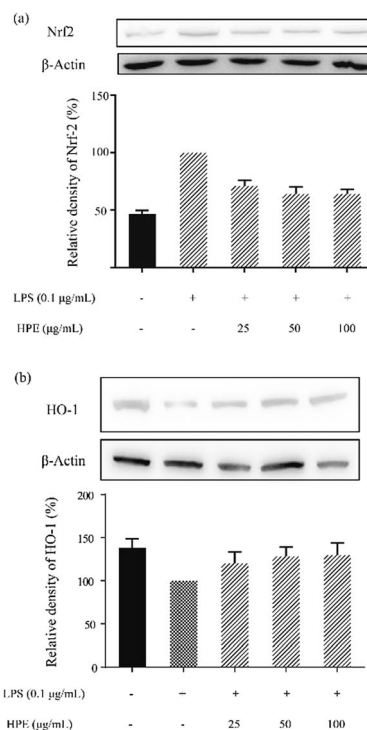 (a)
Nrf2
β-Actin
Relative density of Nrf-2 (%)
150
100
50
0
LPS (0.1 μg/mL) - + + + +
HPE (μg/mL) - - 25 50 100
(b)
HO-1
β-Actin
Relative density of HO-1 (%)
200
150
100
50
0
LPS (0.1 μg/mL) - + + + +
HPE (μg/mL) - - 25 50 100